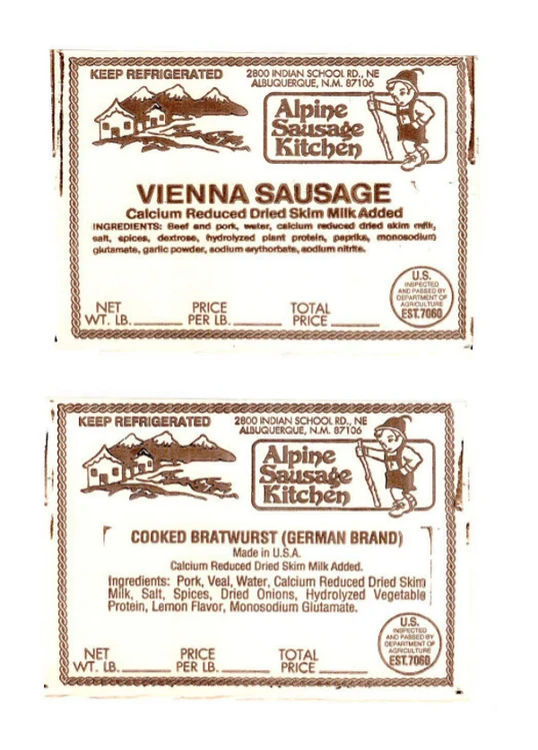 KEEP REFRIGERATED
2800 INDIAN SCHOOL RD., NE
ALBUQUERQUE, N.M. 87106
Alpine
Sausage
Kitchen
VIENNA SAUSAGE
Calcium Reduced Dried Skim Milk Added
INGREDIENTS: Beef and pork, water, calcium reduced dried skim milk,
salt, spices, dextrose, hydrolyzed plant protein, paprika, monosodium
glutamate, garlic powder, sodium erythorbate, sodium nitrite.
U.S.
INSPECTED
AND PASSED BY
DEPARTMENT OF
AGRICULTURE
EST.7060
NET
WT. LB.
PRICE
PER LB.
TOTAL
PRICE
KEEP REFRIGERATED
2800 INDIAN SCHOOL RD., NE
ALBUQUERQUE, N.M. 87106
Alpine
Sausage
Kitchen
COOKED BRATWURST (GERMAN BRAND)
Made in U.S.A.
Calcium Reduced Dried Skim Milk Added.
Ingredients: Pork, Veal, Water, Calcium Reduced Dried Skim
Milk, Salt, Spices, Dried Onions, Hydrolyzed Vegetable
Protein, Lemon Flavor, Monosodium Glutamate.
U.S.
INSPECTED
AND PASSED BY
DEPARTMENT OF
AGRICULTURE
EST.7060
NET
WT. LB.
PRICE
PER LB.
TOTAL
PRICE